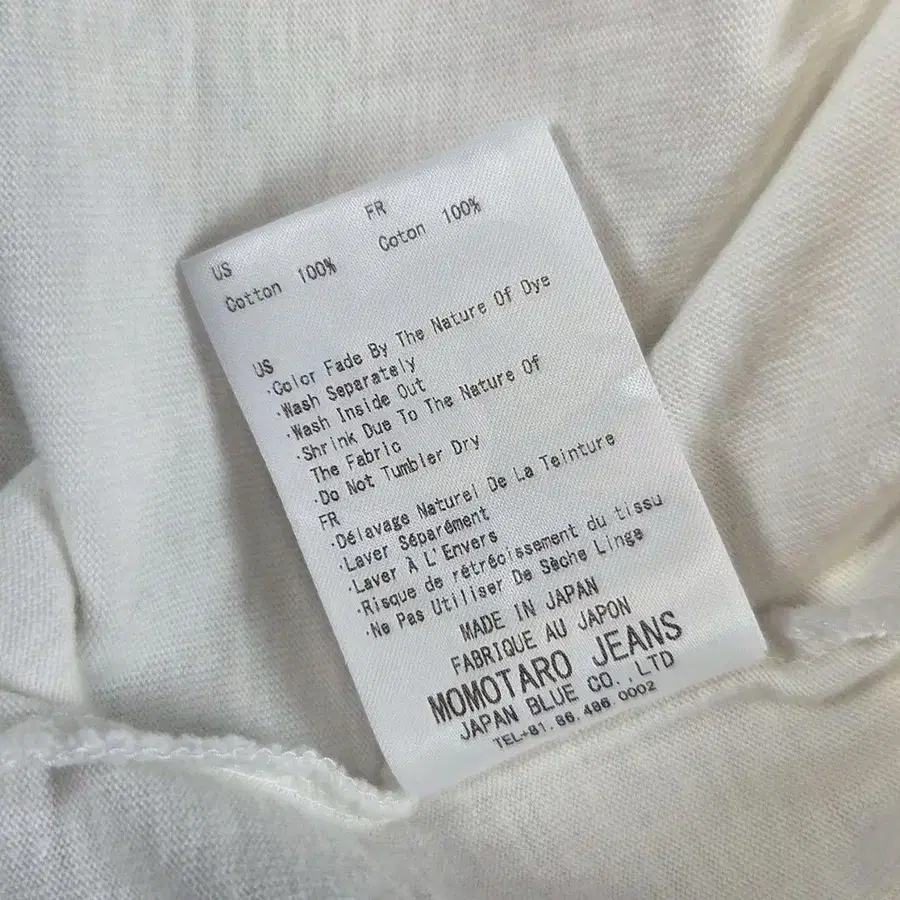 US
Cotton 100%
FR
Coton 100%
US
·Color Fade By The Nature Of Dye
·Wash Separately
·Wash Inside Out
·Shrink Due To The Nature Of
The Fabric
·Do Not Tumbler Dry
FR
·Délavage Naturel De La Teinture
·Laver Séparément
·Laver À L'Envers
·Risque de rétrécissement du tissu
·Ne Pas Utiliser De Sèche Linge
MADE IN JAPAN
FABRIQUE AU JAPON
MOMOTARO JEANS
JAPAN BLUE CO.,LTD
TEL+81.86.486.0002